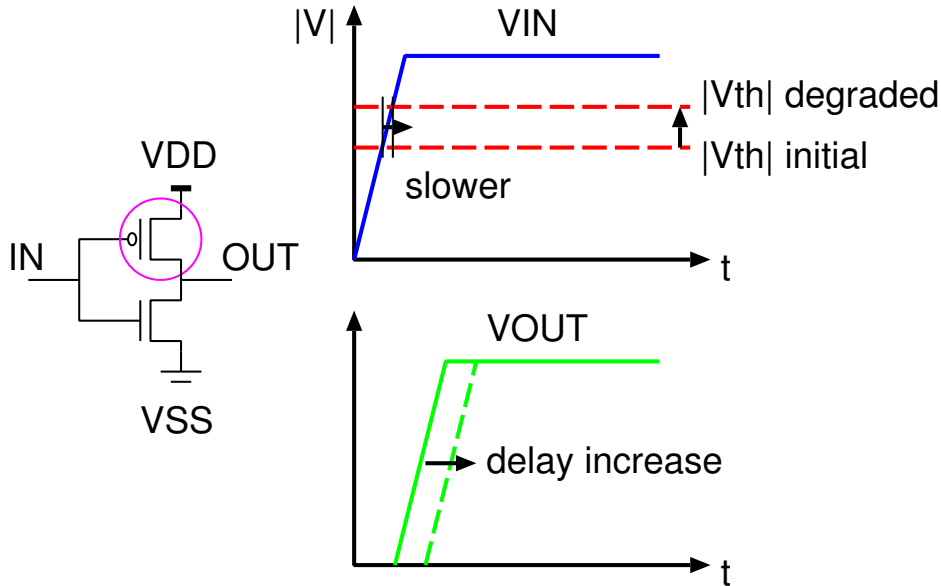 |V|
VIN
|Vth| degraded
|Vth| initial
slower
t
VDD
IN
OUT
VSS
VOUT
delay increase
t